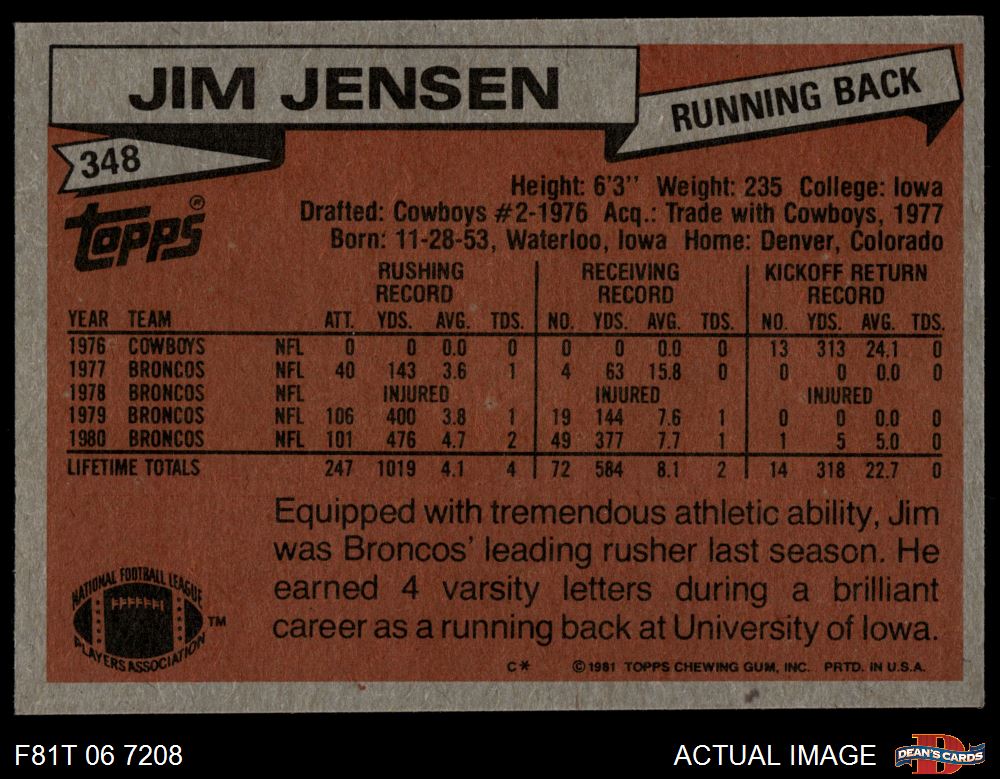 JIM JENSEN
RUNNING BACK
348
TOPPS®
Height: 6'3'' Weight: 235 College: Iowa
Drafted: Cowboys #2-1976 Acq.: Trade with Cowboys, 1977
Born: 11-28-53, Waterloo, Iowa Home: Denver, Colorado
RUSHING RECEIVING KICKOFF RETURN
RECORD RECORD RECORD
YEAR TEAM ATT. YDS. AVG. TDS. NO. YDS. AVG. TDS. NO. YDS. AVG. TDS.
1976 COWBOYS NFL 0 0 0.0 0 0 0 0.0 0 13 313 24.1 0
1977 BRONCOS NFL 40 143 3.6 1 4 63 15.8 0 0 0 0.0 0
1978 BRONCOS NFL INJURED INJURED INJURED
1979 BRONCOS NFL 106 400 3.8 1 19 144 7.6 1 0 0 0.0 0
1980 BRONCOS NFL 101 476 4.7 2 49 377 7.7 1 1 5 5.0 0
LIFETIME TOTALS 247 1019 4.1 4 72 584 8.1 2 14 318 22.7 0
Equipped with tremendous athletic ability, Jim
was Broncos' leading rusher last season. He
earned 4 varsity letters during a brilliant
career as a running back at University of Iowa.
NATIONAL FOOTBALL LEAGUE
PLAYERS ASSOCIATION
TM
C* ©1981 TOPPS CHEWING GUM, INC. PRTD. IN U.S.A.
F81T 06 7208
ACTUAL IMAGE
D
DEAN'S CARDS